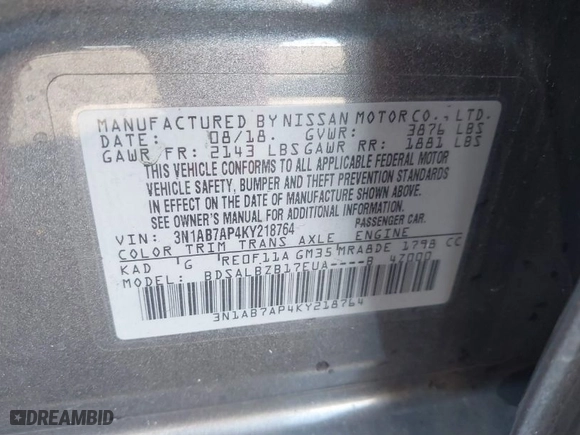 MANUFACTURED BY NISSAN MOTOR CO., LTD.
DATE: 08/18. GVWR: 3876 LBS
GAWR FR: 2143 LBS GAWR RR: 1881 LBS
THIS VEHICLE CONFORMS TO ALL APPLICABLE FEDERAL MOTOR
VEHICLE SAFETY, BUMPER AND THEFT PREVENTION STANDARDS
IN EFFECT ON THE DATE OF MANUFACTURE SHOWN ABOVE.
SEE OWNER'S MANUAL FOR ADDITIONAL INFORMATION
VIN: 3N1AB7AP4KY218764 PASSENGER CAR.
COLOR TRIM TRANS AXLE ENGINE
KAD G RE0F11A GM35 MRA8DE 1798 CC
MODEL: BDSALBZB17EUA----B 4Z000
3N1AB7AP4KY218764
DREAMBID